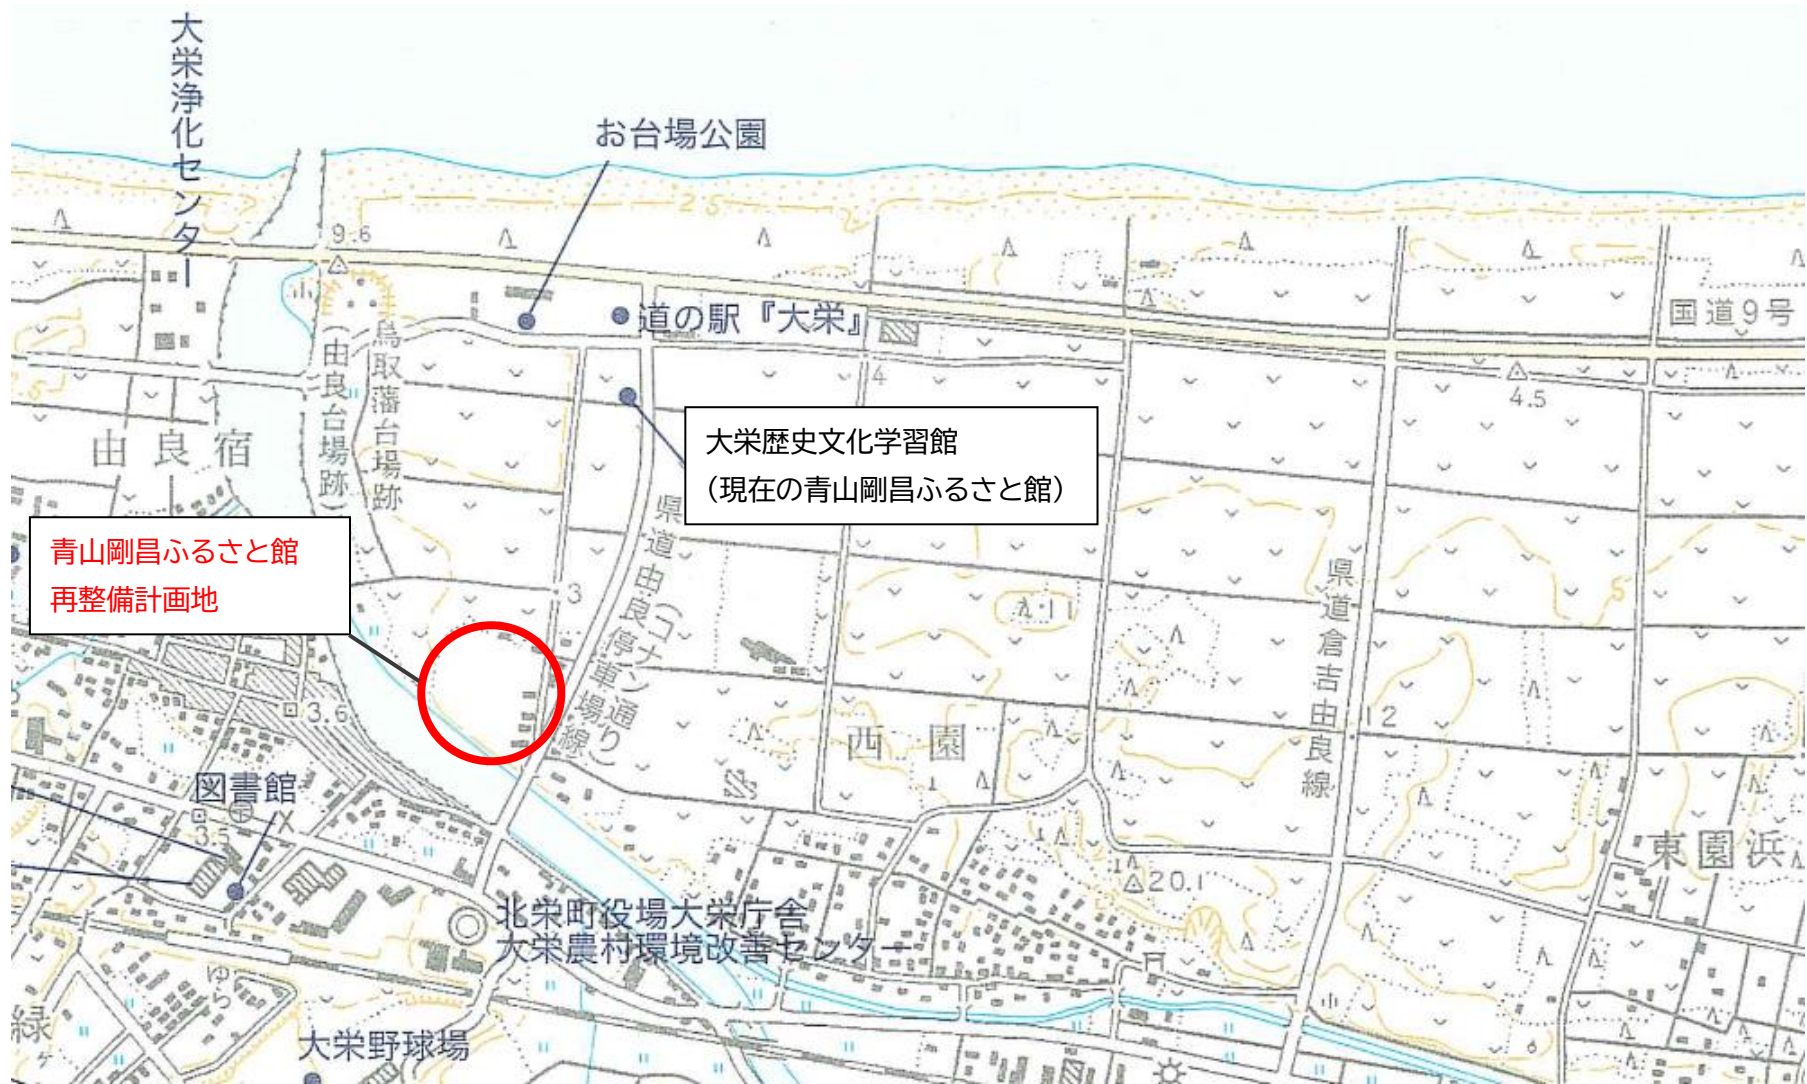 大栄浄化センター
お台場公園
25
9.6
道の駅『大栄』
国道9号
鳥取藩台場跡
(由良台場跡)
4
4.5
由良宿
大栄歴史文化学習館
（現在の青山剛昌ふるさと館）
青山剛昌ふるさと館
再整備計画地
県道由良停車場線
(コナン通り)
3
11
5
県道倉吉由良線
12
3.6
西園
図書館
3.5
東園浜
20.1
北栄町役場大栄庁舎
大栄農村環境改善センター
ゆら
緑ヶ
大栄野球場